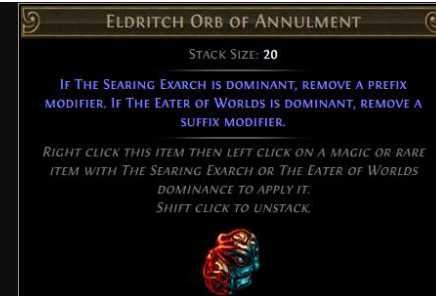 Eldritch Orb of Annulment
Stack Size: 20
If The Searing Exarch is dominant, remove a prefix
modifier. If The Eater of Worlds is dominant, remove a
suffix modifier.
Right click this item then left click on a magic or rare
item with The Searing Exarch or The Eater of Worlds
dominance to apply it.
Shift click to unstack.